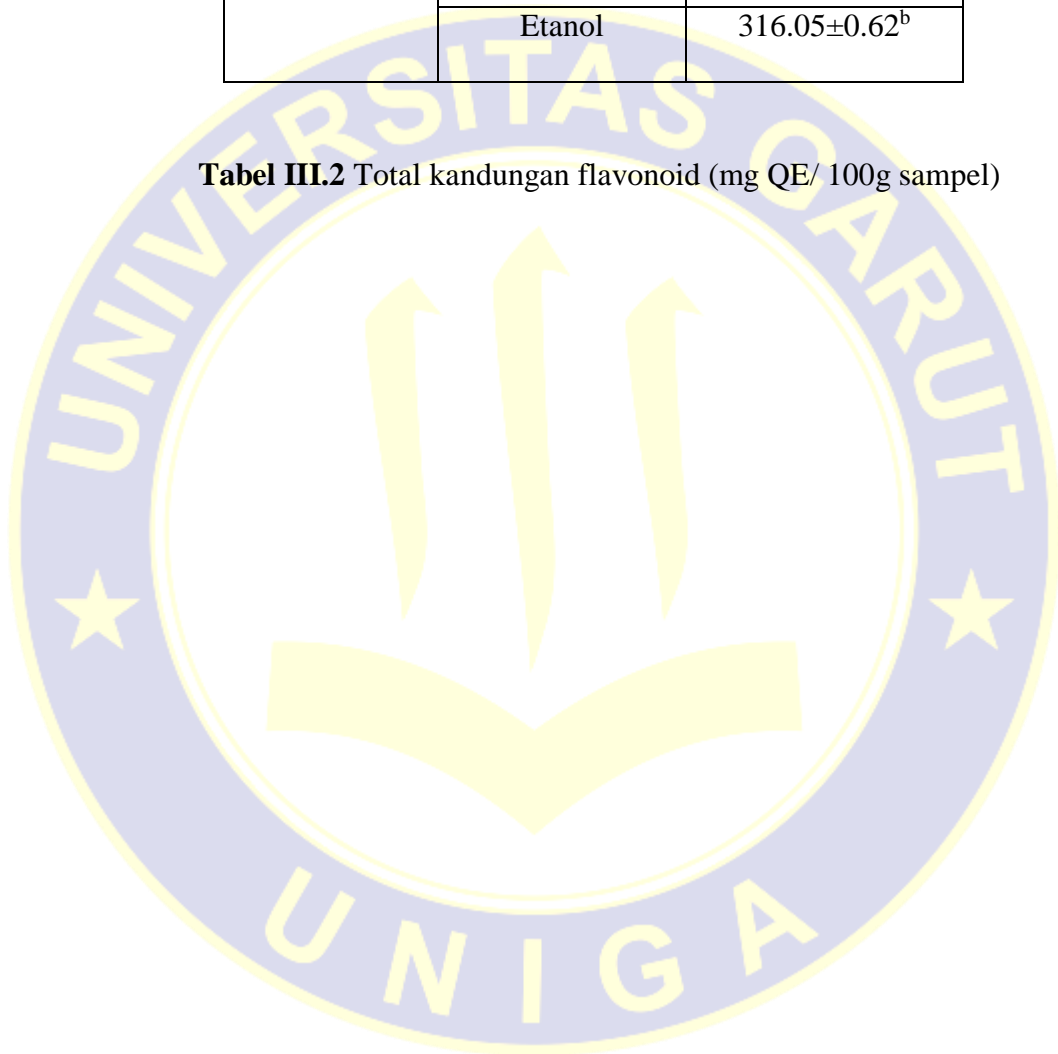 Etanol 316.05±0.62ᵇ
Tabel III.2 Total kandungan flavonoid (mg QE/ 100g sampel)
UNIVERSITAS GARUT
UNIGA